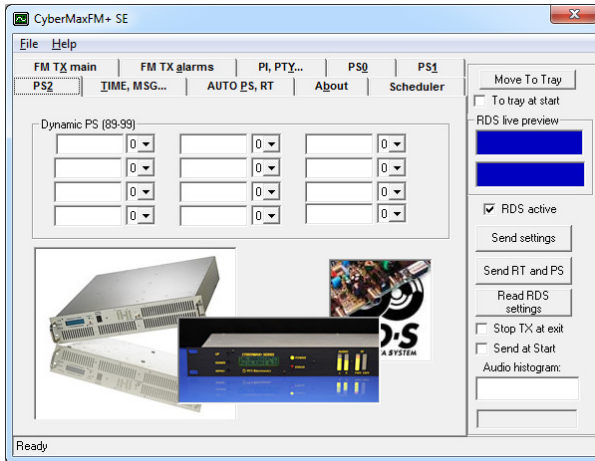 CyberMaxFM+ SE
File Help
FM TX main FM TX alarms PI, PTY... PS0 PS1
PS2 TIME, MSG... AUTO PS, RT About Scheduler
Dynamic PS (89-99)
0 0 0
0 0 0
0 0 0
0 0 0
Move To Tray
To tray at start
RDS live preview
RDS active
Send settings
Send RT and PS
Read RDS
settings
Stop TX at exit
Send at Start
Audio histogram:
CYBERMAX+ SERIES
POWER
Ready